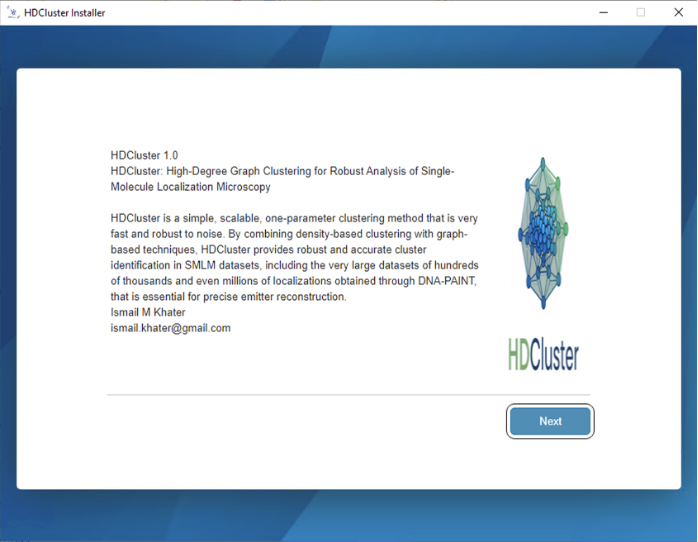 HDCluster Installer
HDCluster 1.0
HDCluster: High-Degree Graph Clustering for Robust Analysis of Single-
Molecule Localization Microscopy
HDCluster is a simple, scalable, one-parameter clustering method that is very
fast and robust to noise. By combining density-based clustering with graph-
based techniques, HDCluster provides robust and accurate cluster
identification in SMLM datasets, including the very large datasets of hundreds
of thousands and even millions of localizations obtained through DNA-PAINT,
that is essential for precise emitter reconstruction.
Ismail M Khater
ismail.khater@gmail.com
HDCluster
Next